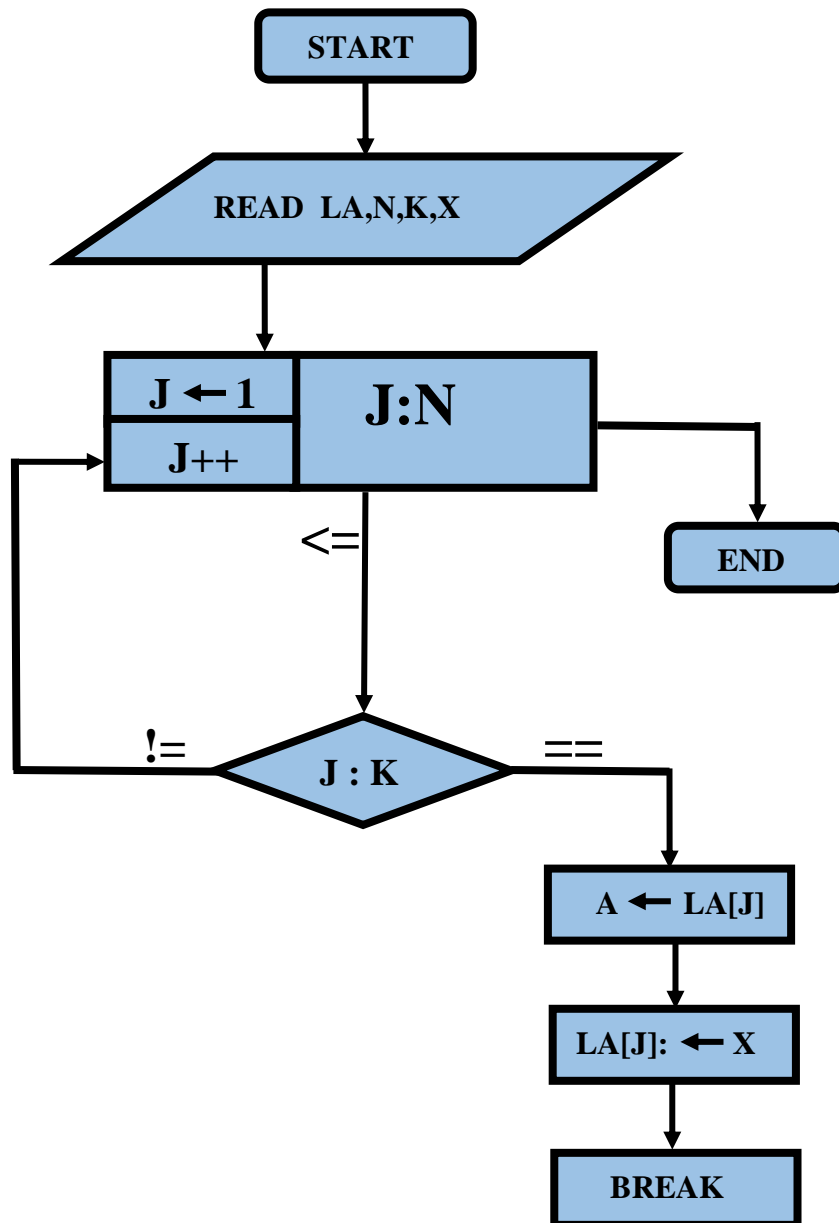 START
READ LA,N,K,X
J ← 1
J:N
J++
<=
END
!=
J : K
==
A ← LA[J]
LA[J]: ← X
BREAK